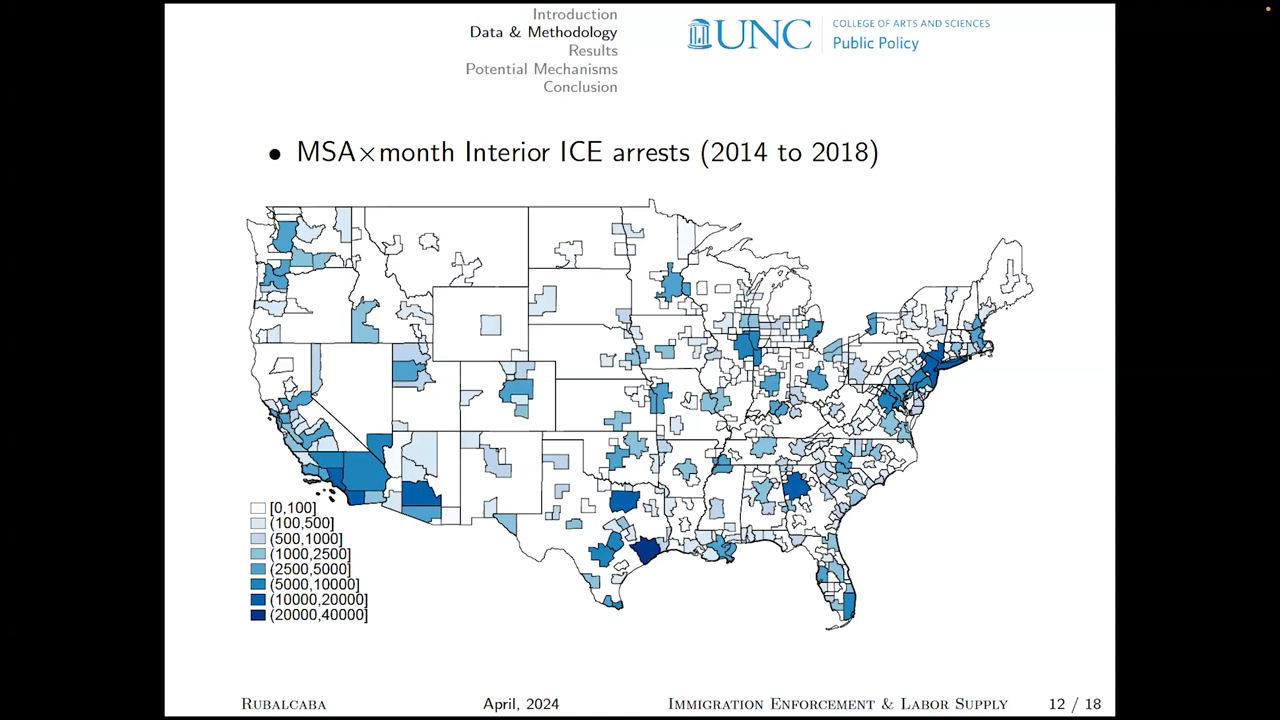 Introduction
Data & Methodology
Results
Potential Mechanisms
Conclusion
UNC
COLLEGE OF ARTS AND SCIENCES
Public Policy
• MSA×month Interior ICE arrests (2014 to 2018)
[0,100]
(100,500]
(500,1000]
(1000,2500]
(2500,5000]
(5000,10000]
(10000,20000]
(20000,40000]
RUBALCABA
April, 2024
IMMIGRATION ENFORCEMENT & LABOR SUPPLY
12 / 18